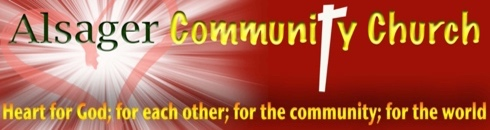 Alsager Community Church
Heart for God; for each other; for the community; for the world